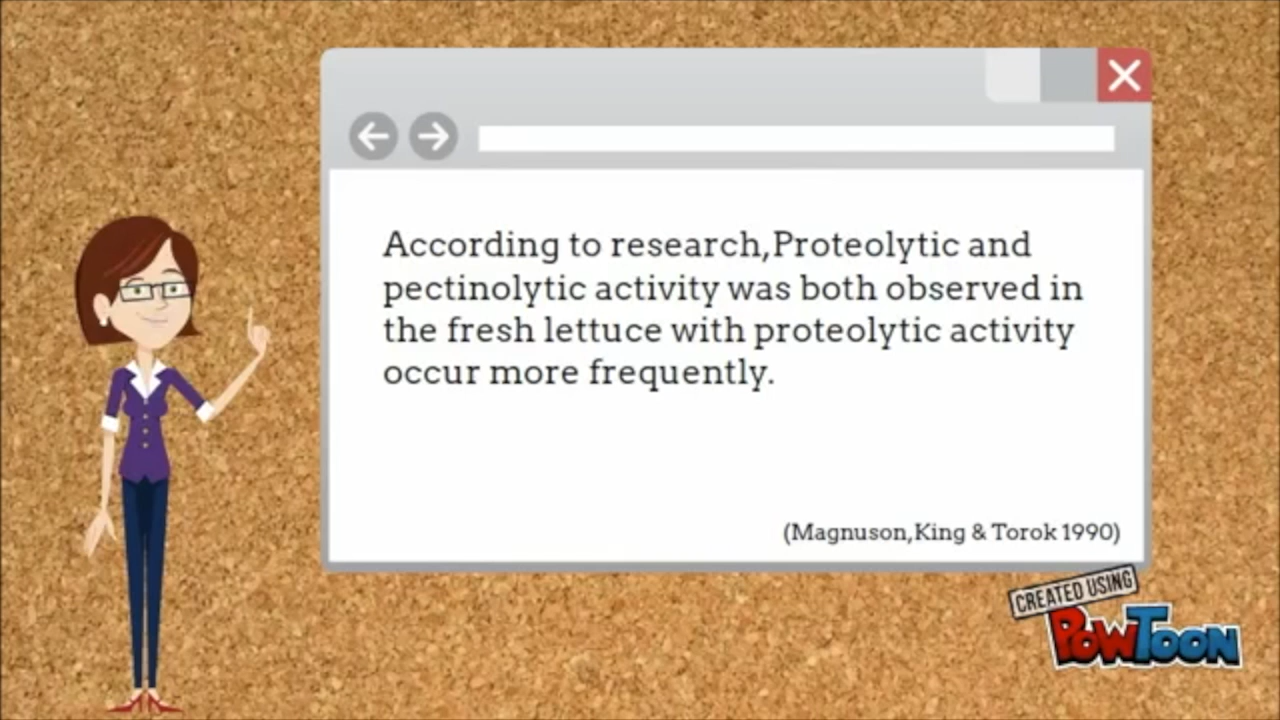 According to research,Proteolytic and
pectinolytic activity was both observed in
the fresh lettuce with proteolytic activity
occur more frequently.
(Magnuson,King & Torok 1990)
CREATED USING
POWTOON